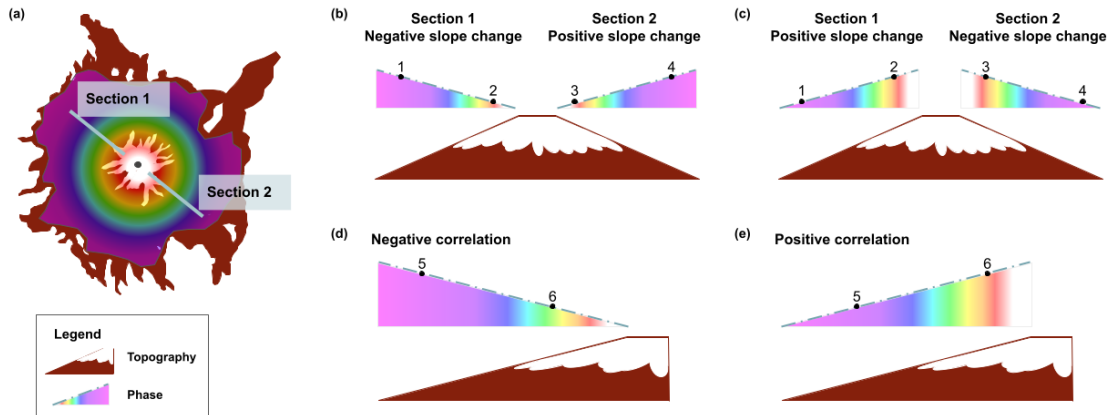 (a)
Section 1
Section 2
Legend
Topography
Phase
(b)
Section 1
Negative slope change
Section 2
Positive slope change
1
2
3
4
(c)
Section 1
Positive slope change
Section 2
Negative slope change
1
2
3
4
(d)
Negative correlation
5
6
(e)
Positive correlation
5
6